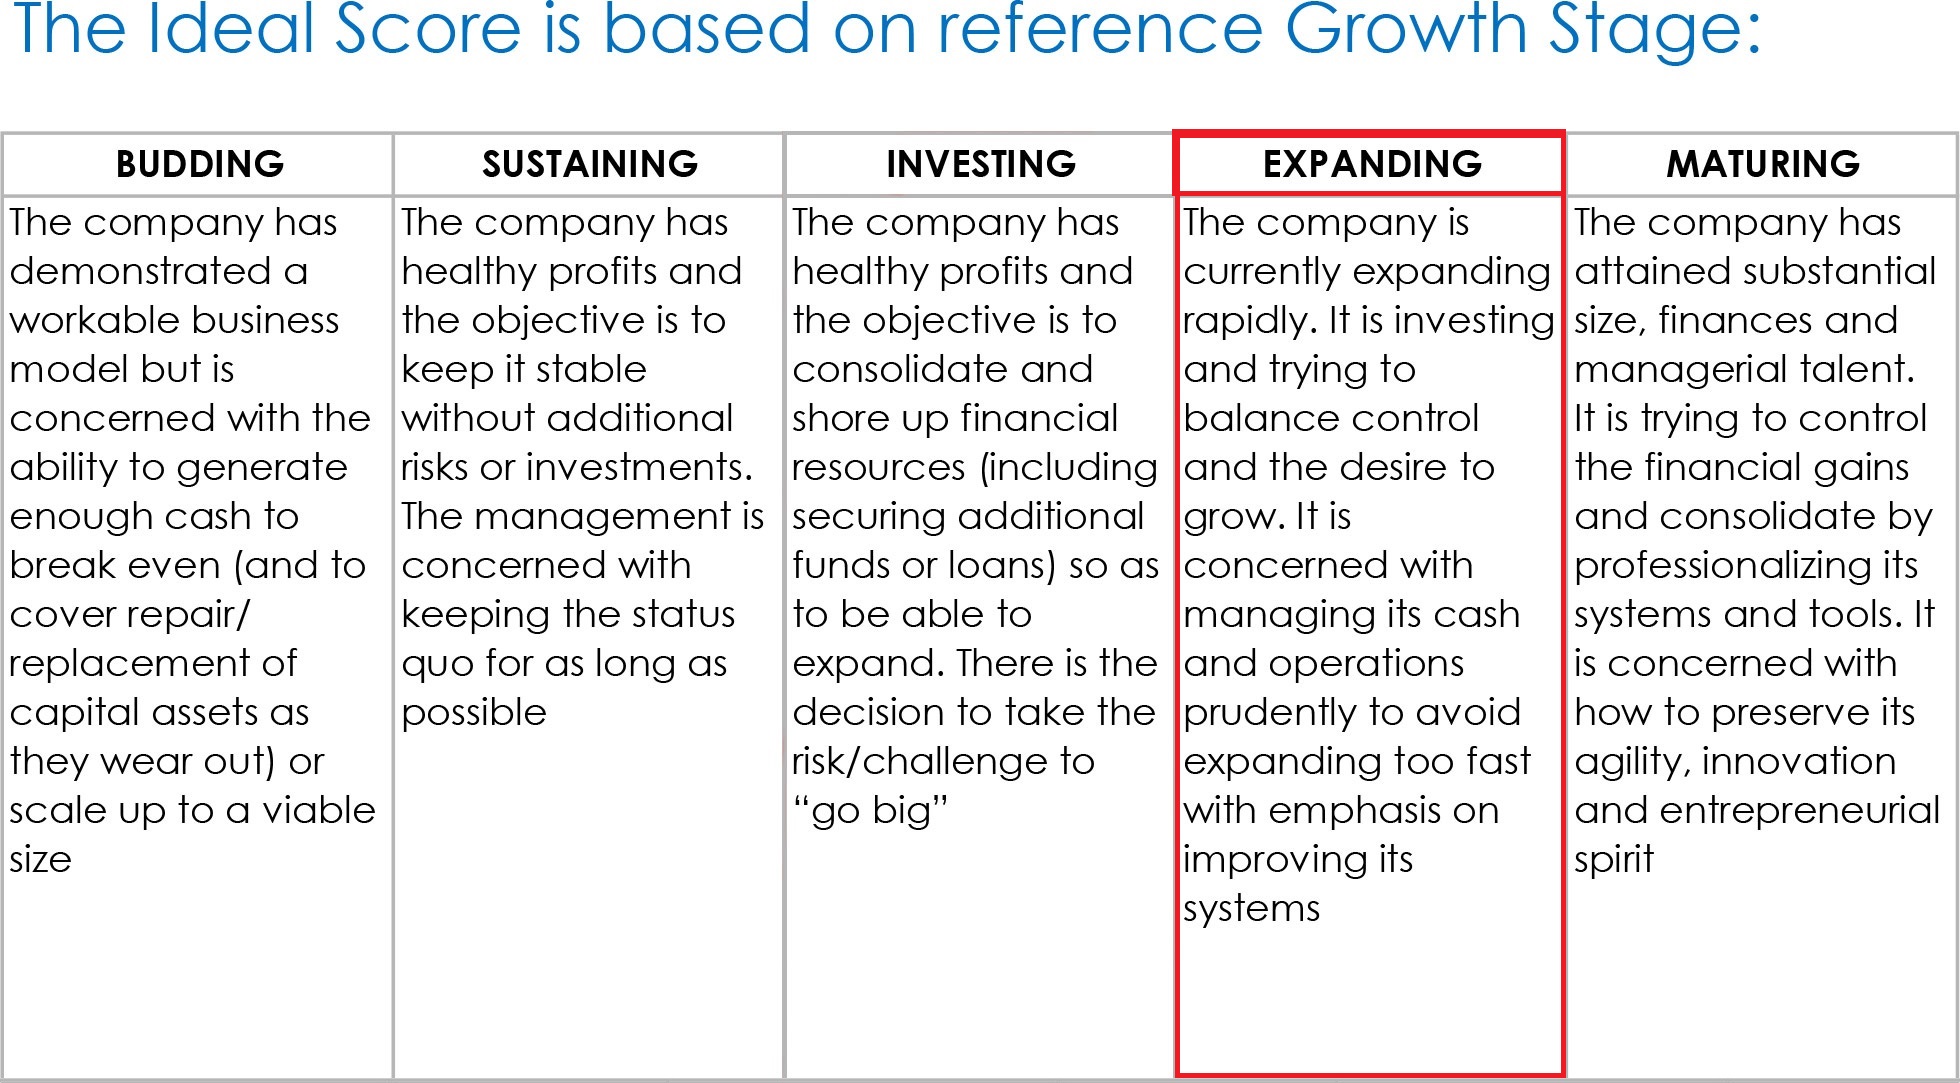 The Ideal Score is based on reference Growth Stage:
BUDDING
The company has
demonstrated a
workable business
model but is
concerned with the
ability to generate
enough cash to
break even (and to
cover repair/
replacement of
capital assets as
they wear out) or
scale up to a viable
size
SUSTAINING
The company has
healthy profits and
the objective is to
keep it stable
without additional
risks or investments.
The management is
concerned with
keeping the status
quo for as long as
possible
INVESTING
The company has
healthy profits and
the objective is to
consolidate and
shore up financial
resources (including
securing additional
funds or loans) so as
to be able to
expand. There is the
decision to take the
risk/challenge to
“go big”
EXPANDING
The company is
currently expanding
rapidly. It is investing
and trying to
balance control
and the desire to
grow. It is
concerned with
managing its cash
and operations
prudently to avoid
expanding too fast
with emphasis on
improving its
systems
MATURING
The company has
attained substantial
size, finances and
managerial talent.
It is trying to control
the financial gains
and consolidate by
professionalizing its
systems and tools. It
is concerned with
how to preserve its
agility, innovation
and entrepreneurial
spirit